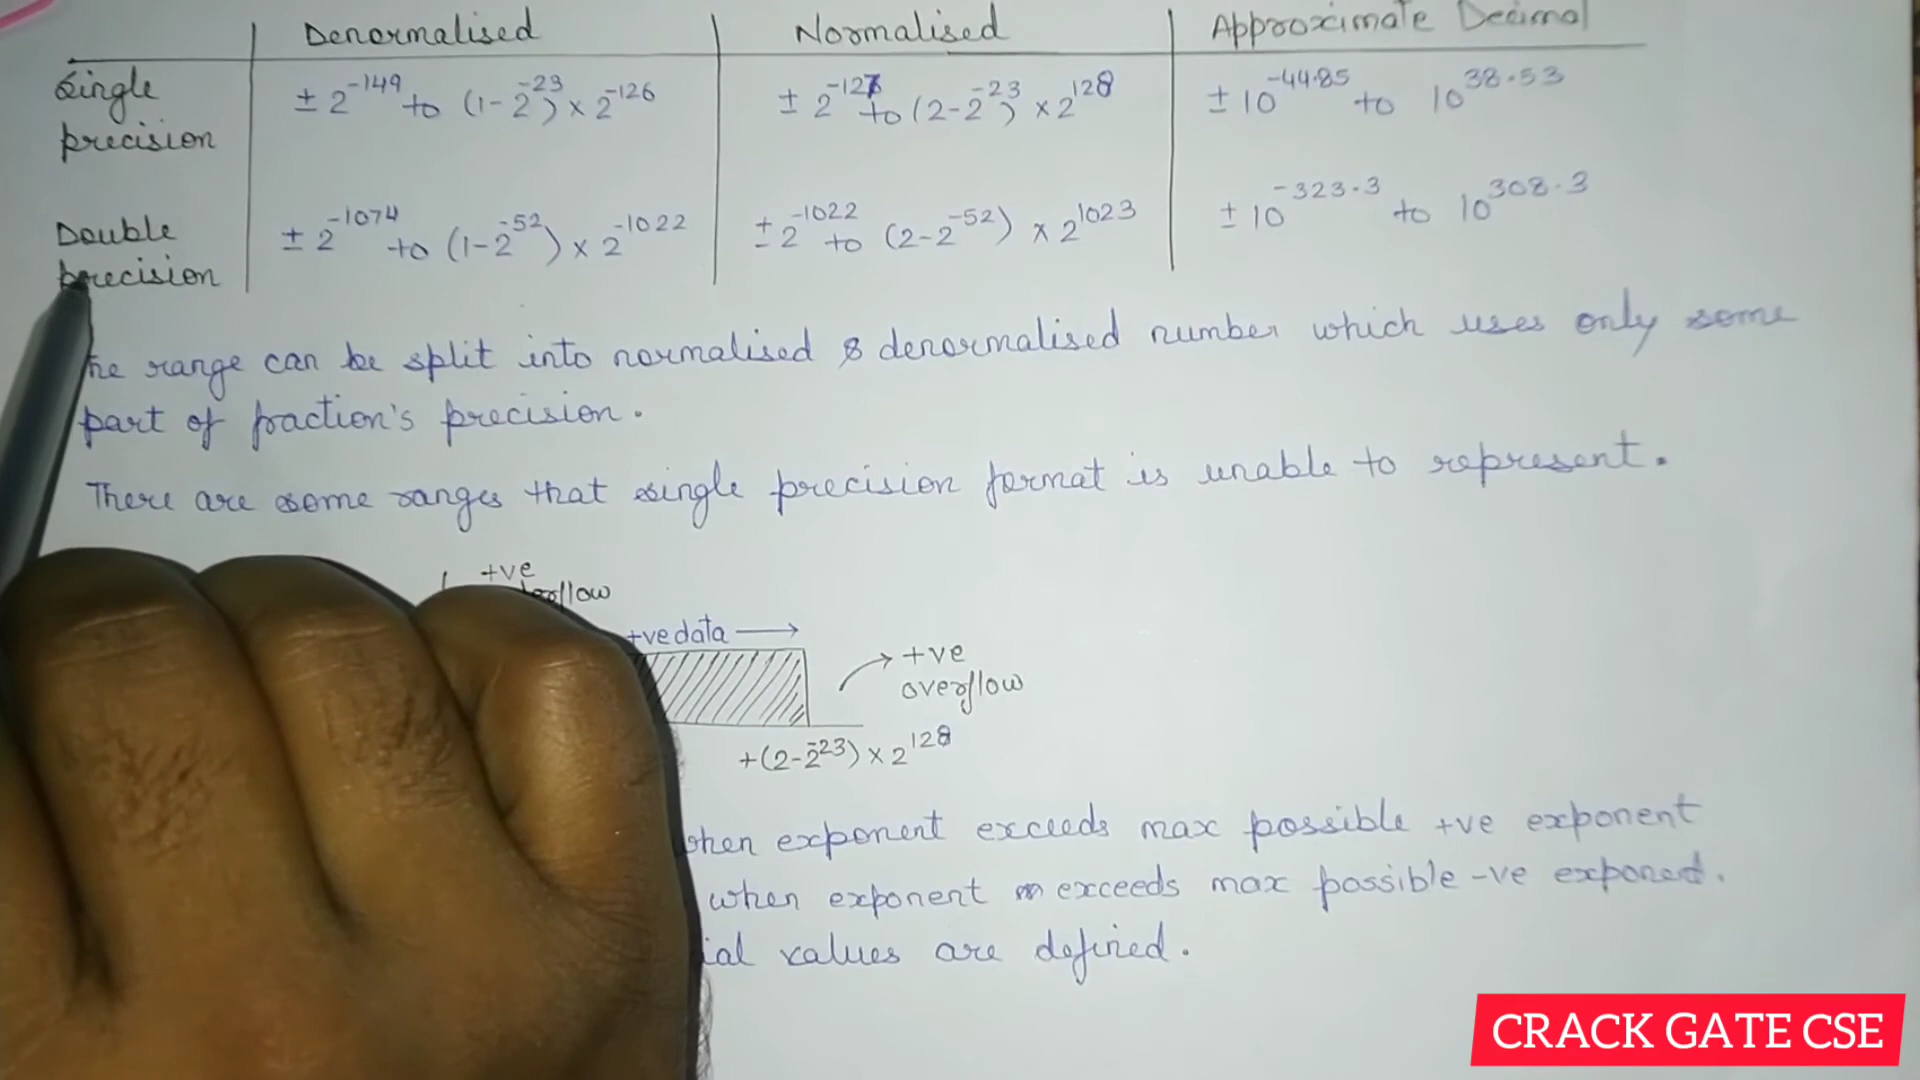 Denormalised Normalised Approximate Decimal
Single precision ± 2^-149 to (1-2^-23) × 2^-126 ± 2^-127 to (2-2^-23) × 2^128 ± 10^-44.85 to 10^38.53
Double precision ± 2^-1074 to (1-2^-52) × 2^-1022 ± 2^-1022 to (2-2^-52) × 2^1023 ± 10^-323.3 to 10^308.3
he range can be split into normalised & denormalised number which uses only some
part of fraction's precision.
There are some ranges that single precision format is unable to represent.
+ve
flow
+ve data →
+ve
overflow
+(2-2^-23) × 2^128
when exponent exceeds max possible +ve exponent
when exponent exceeds max possible -ve exponent.
ial values are defined.
CRACK GATE CSE